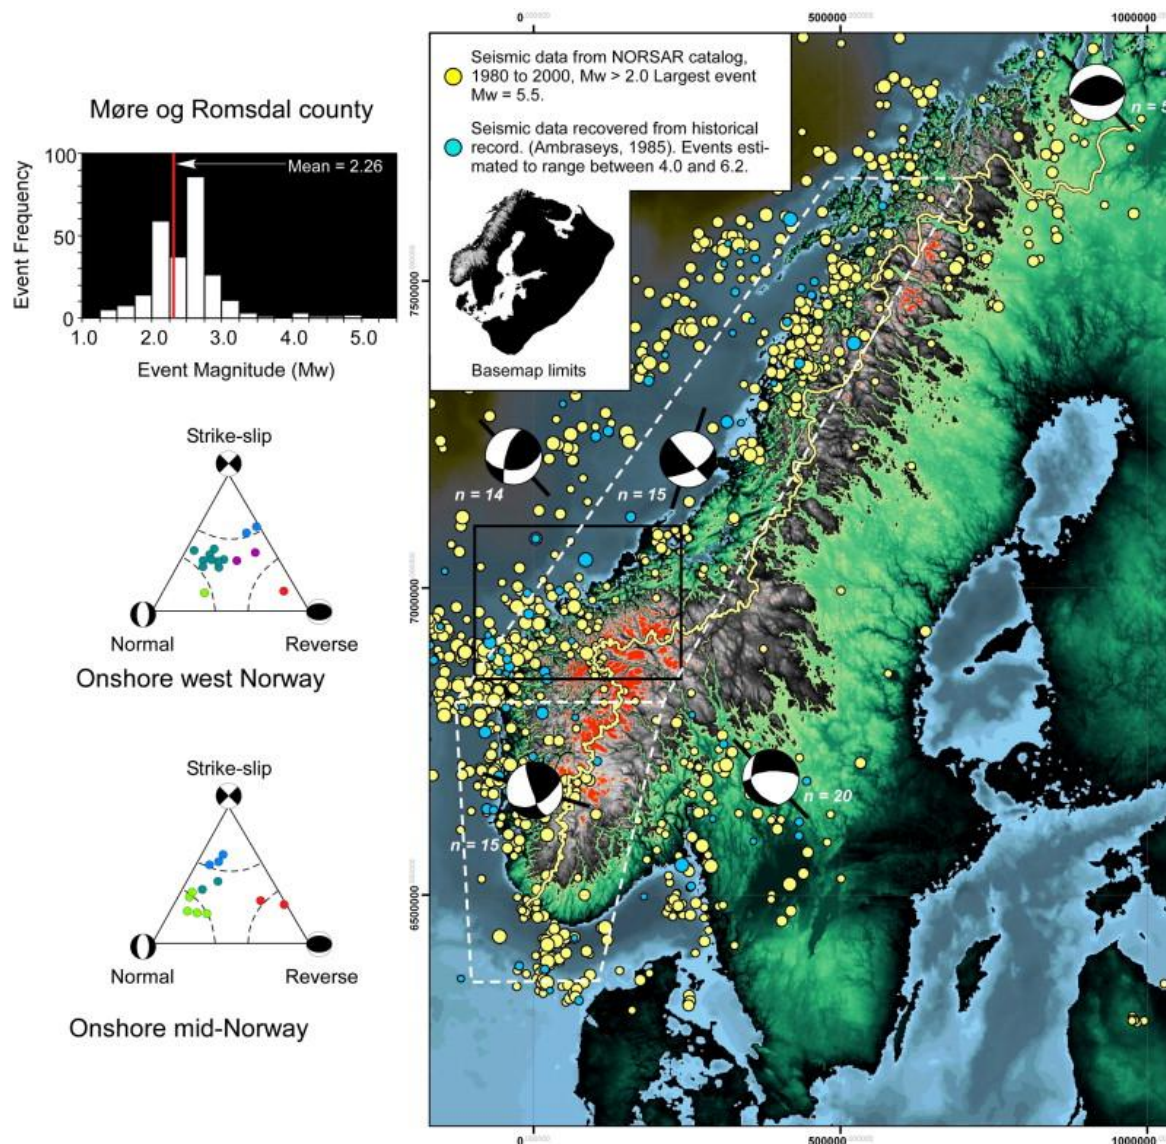 Møre og Romsdal county
Mean = 2.26
Event Frequency
100
50
0
1.0 2.0 3.0 4.0 5.0
Event Magnitude (Mw)
Strike-slip
Normal
Reverse
Onshore west Norway
Strike-slip
Normal
Reverse
Onshore mid-Norway
0 500000 1000000
Seismic data from NORSAR catalog,
1980 to 2000, Mw > 2.0 Largest event
Mw = 5.5.
Seismic data recovered from historical
record. (Ambraseys, 1985). Events esti-
mated to range between 4.0 and 6.2.
Basemap limits
7500000
7000000
6500000
n = 14
n = 15
n = 15
n = 20
0 500000 1000000